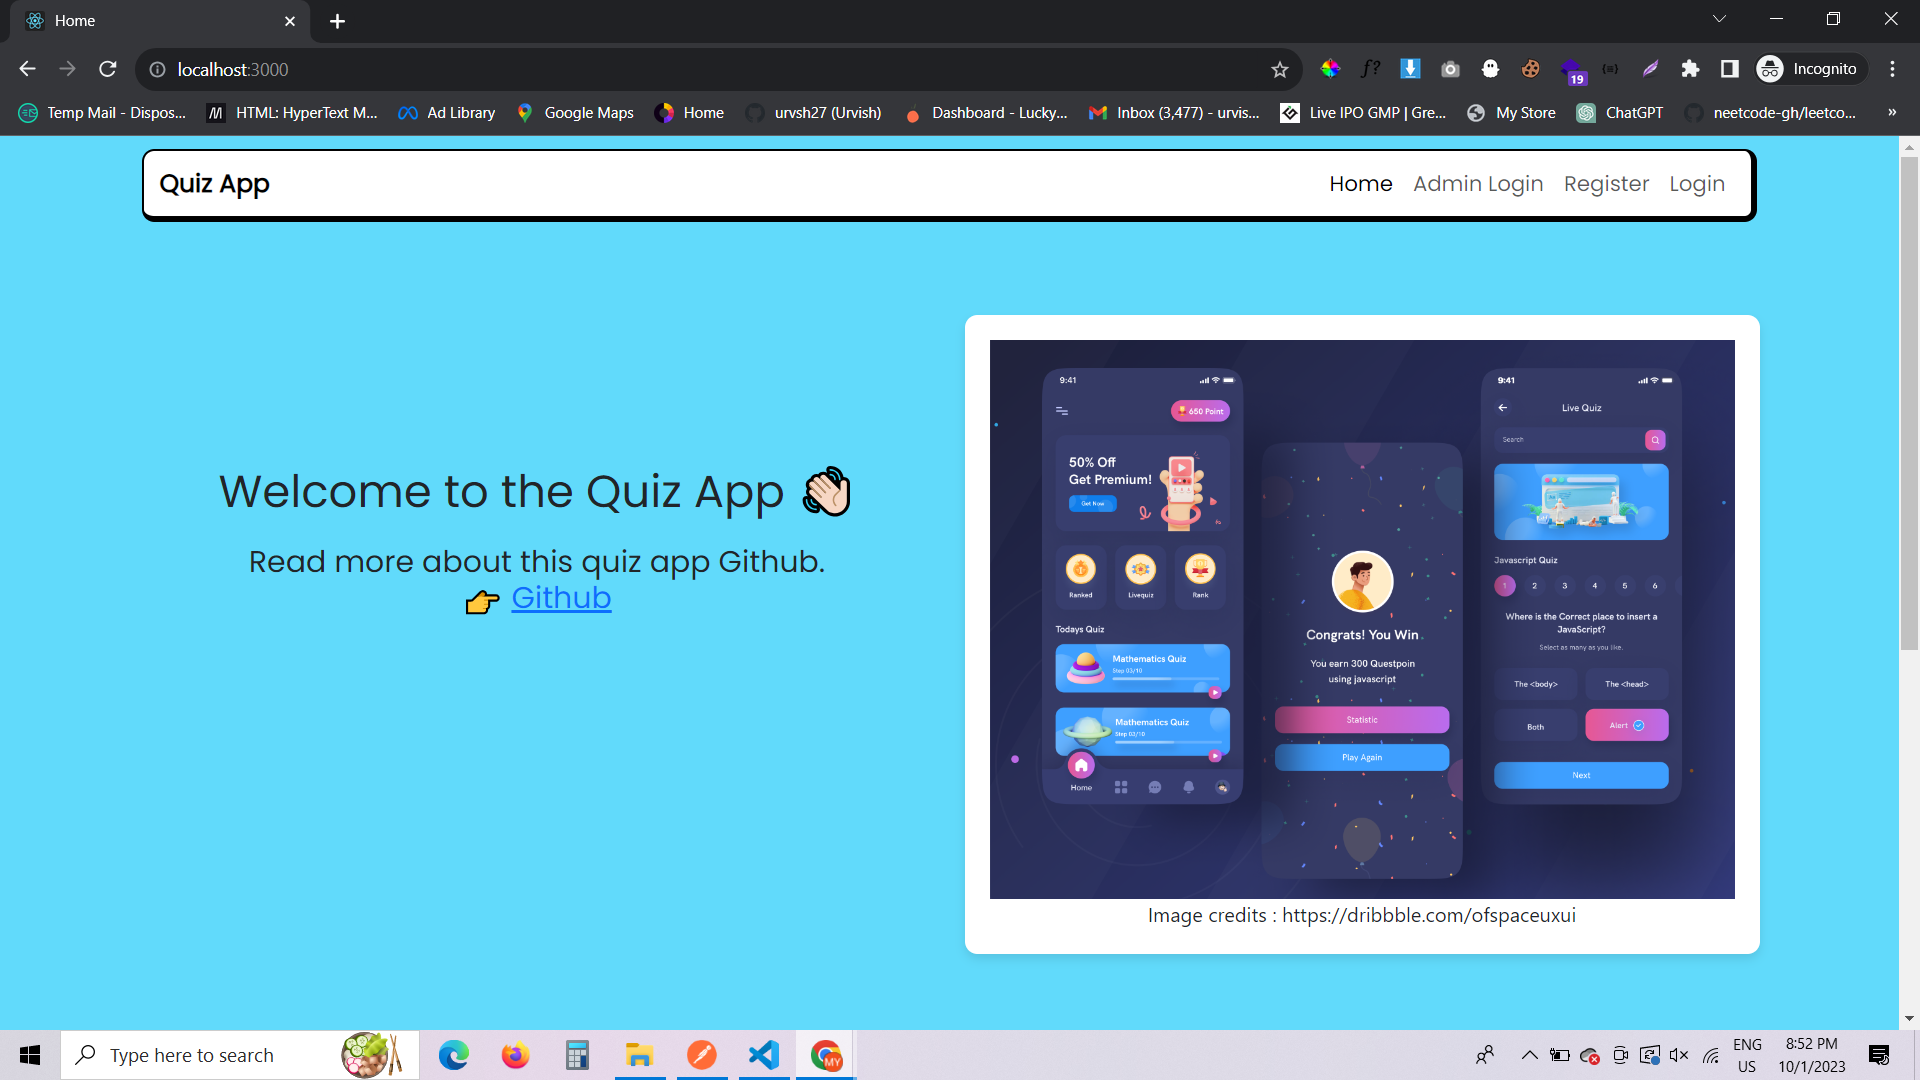 Home
localhost:3000
f?
19
{≡}
Incognito
Temp Mail - Dispos...
HTML: HyperText M...
Ad Library
Google Maps
Home
urvsh27 (Urvish)
Dashboard - Lucky...
Inbox (3,477) - urvis...
Live IPO GMP | Gre...
My Store
ChatGPT
neetcode-gh/leetco...
»
Quiz App
Home
Admin Login
Register
Login
Welcome to the Quiz App 👋🏻
Read more about this quiz app Github.
👉 Github
9:41
650 Point
50% Off
Get Premium!
Get Now
Ranked
Livequiz
Rank
Todays Quiz
Mathematics Quiz
Step 03/10
Mathematics Quiz
Step 03/10
Home
Congrats! You Win
You earn 300 Questpoin
using javascript
Statistic
Play Again
9:41
Live Quiz
Search
Javascript Quiz
1 2 3 4 5 6
Where is the Correct place to insert a
JavaScript?
Select as many as you like.
The <body>
The <head>
Both
Alert
Next
Image credits : https://dribbble.com/ofspaceuxui
Type here to search
MY
ENG
US
8:52 PM
10/1/2023